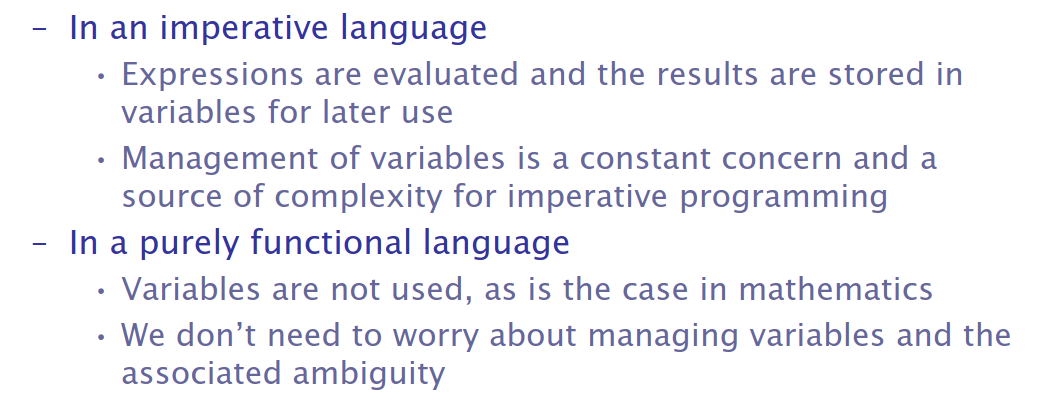 – In an imperative language
• Expressions are evaluated and the results are stored in
variables for later use
• Management of variables is a constant concern and a
source of complexity for imperative programming
– In a purely functional language
• Variables are not used, as is the case in mathematics
• We don’t need to worry about managing variables and the
associated ambiguity